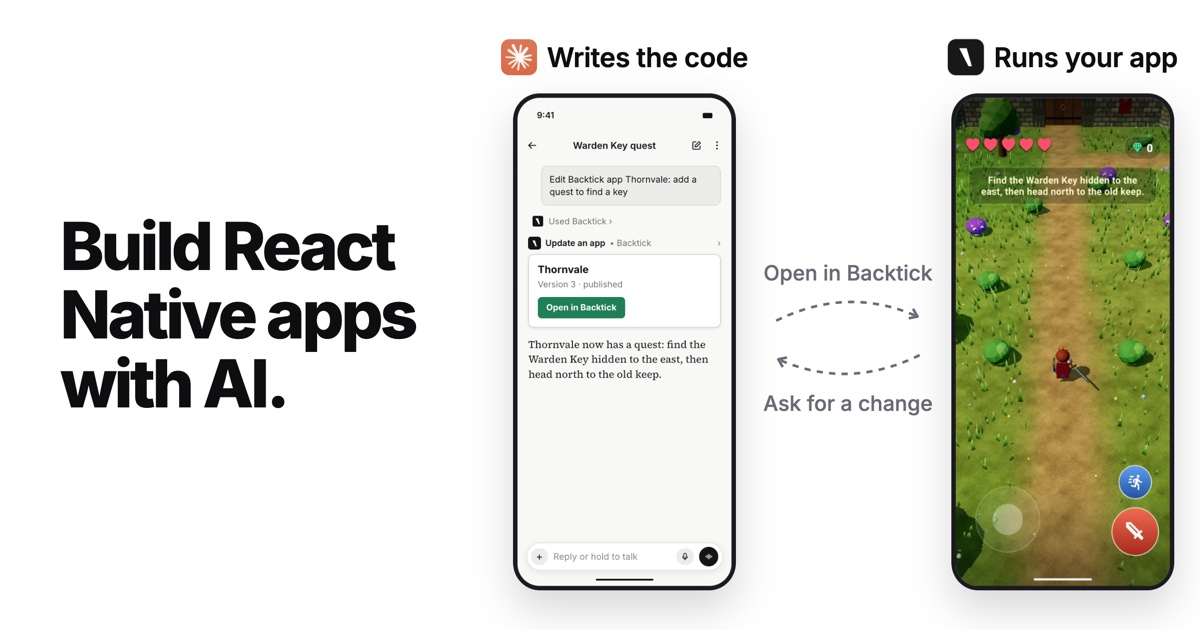 Build React
Native apps
with AI.
Writes the code
9:41
Warden Key quest
Edit Backtick app Thornvale: add a
quest to find a key
Used Backtick ›
Update an app • Backtick ›
Thornvale
Version 3 · published
Open in Backtick
Thornvale now has a quest: find the
Warden Key hidden to the east, then
head north to the old keep.
+ Reply or hold to talk
Open in Backtick
Ask for a change
Runs your app
0
Find the Warden Key hidden to the
east, then head north to the old keep.